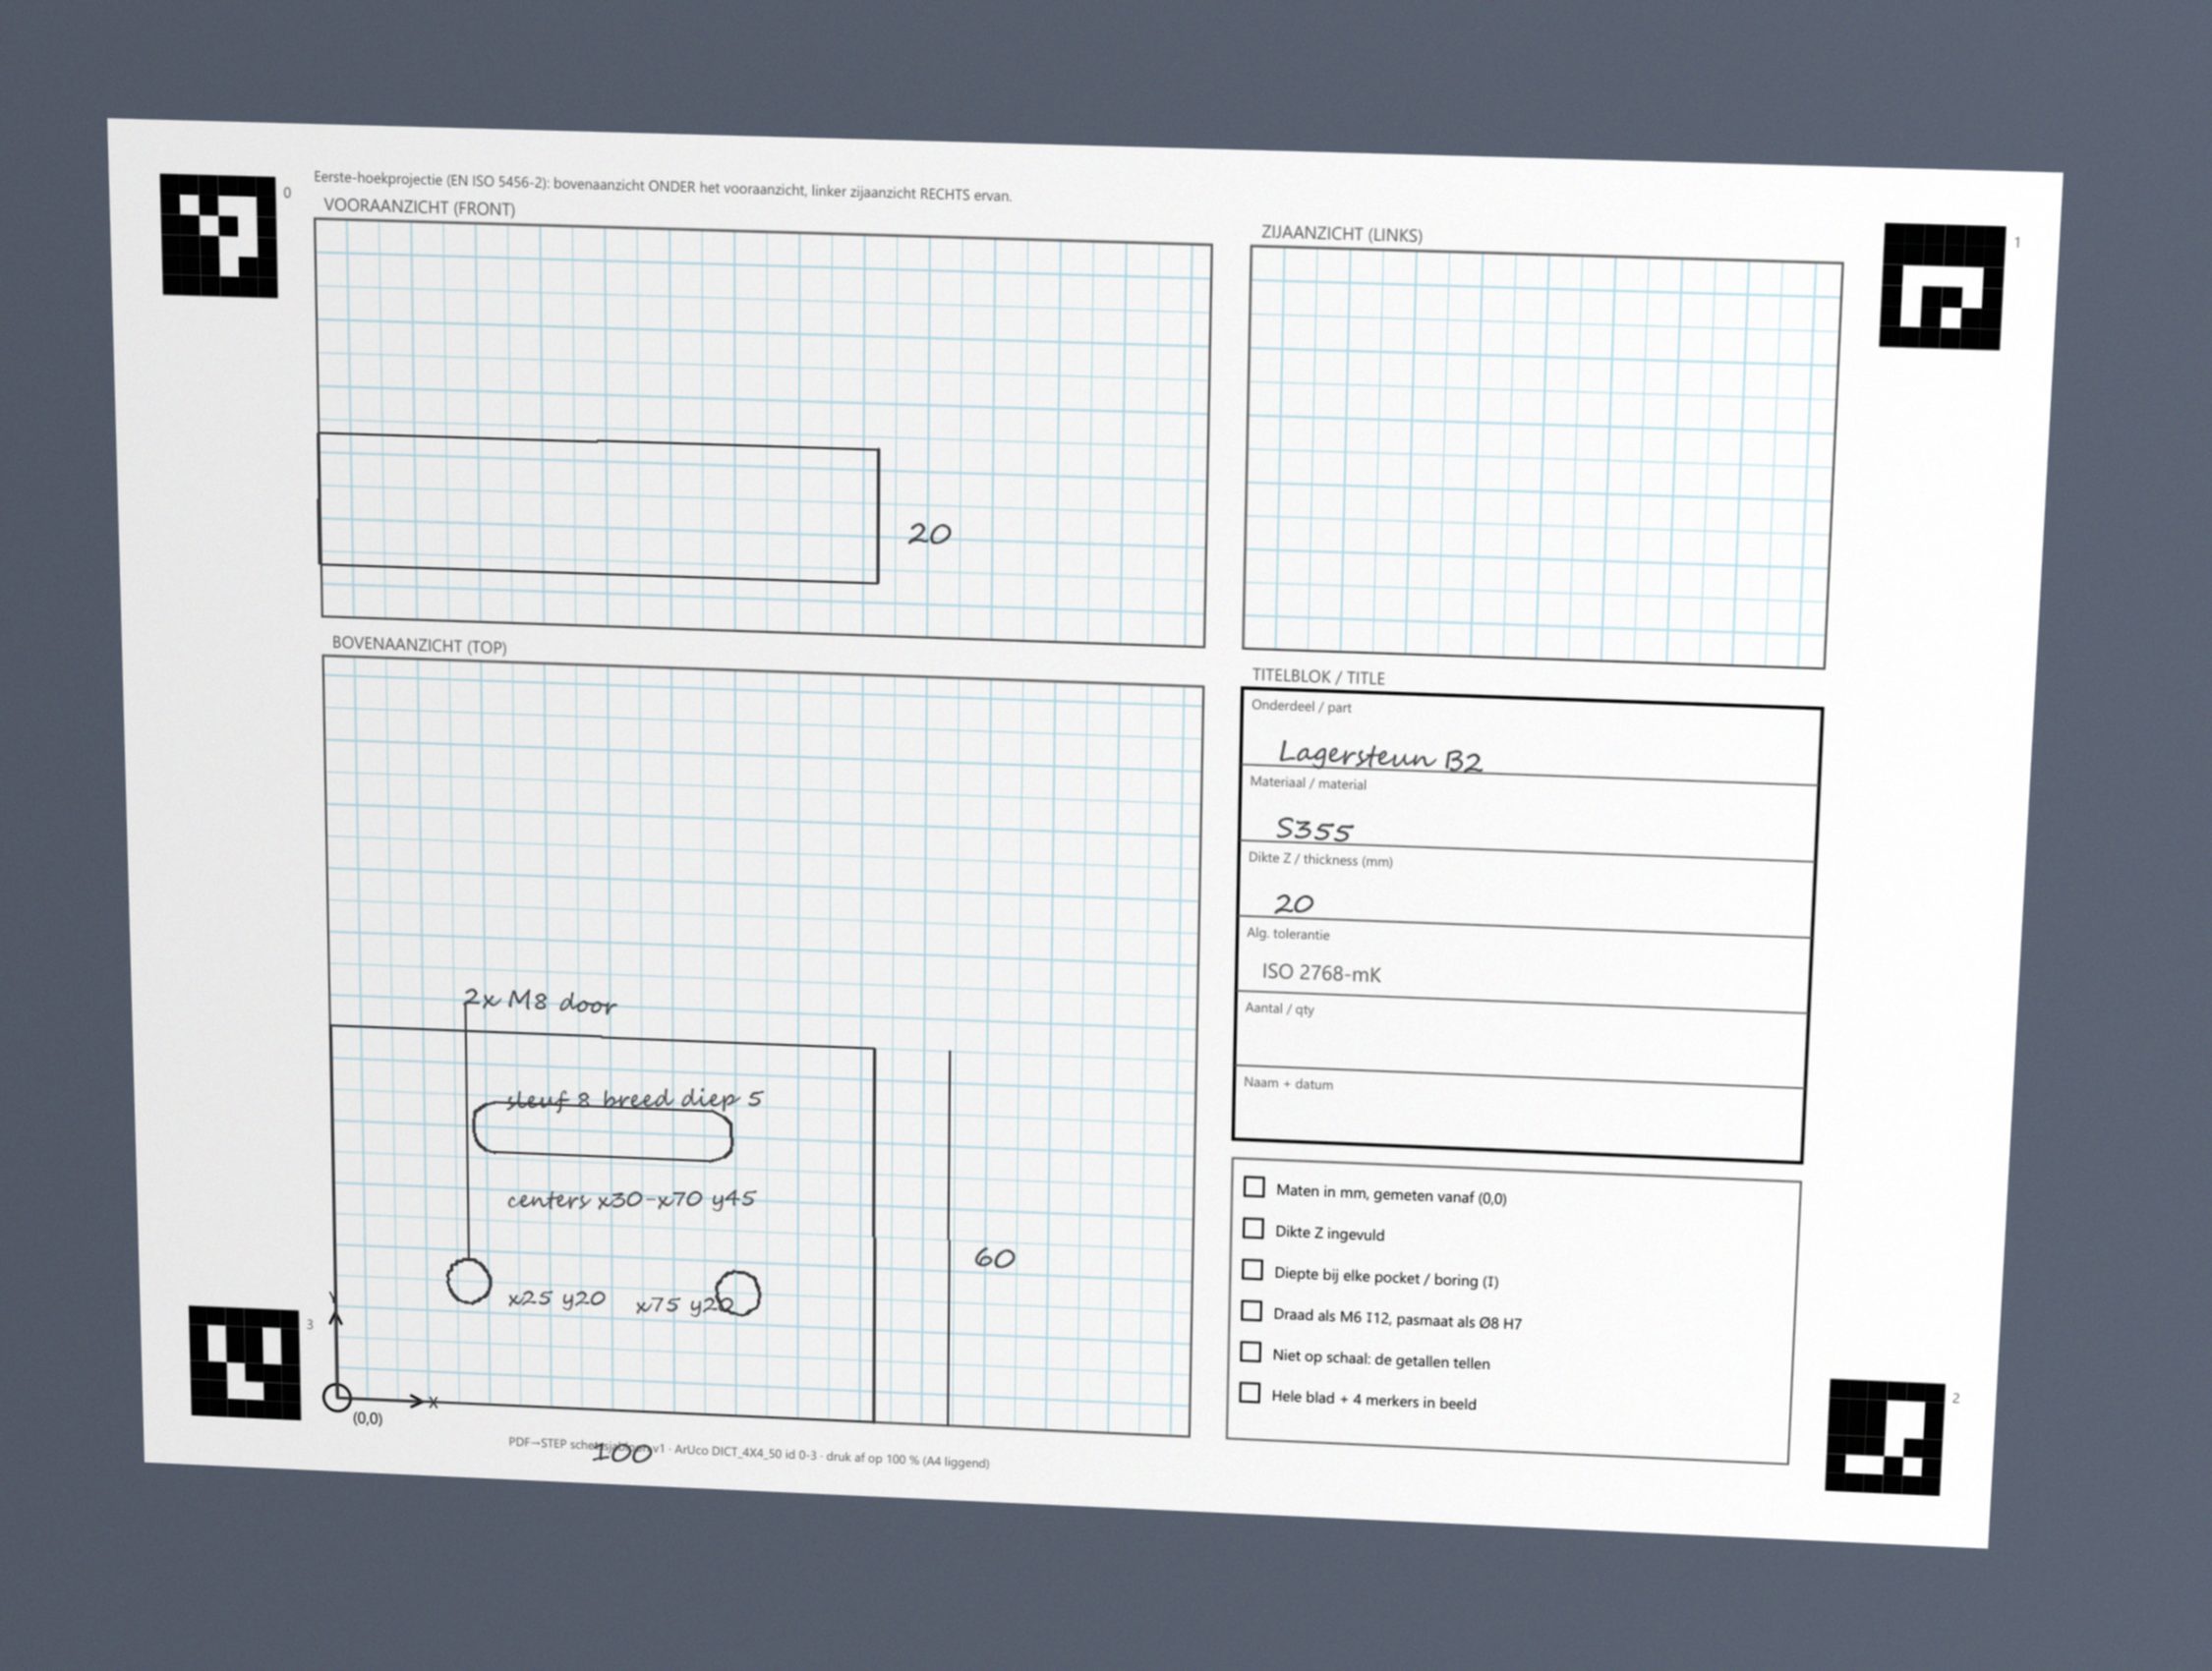 0
Eerste-hoekprojectie (EN ISO 5456-2): bovenaanzicht ONDER het vooraanzicht, linker zijaanzicht RECHTS ervan.
VOORAANZICHT (FRONT)
20
ZIJAANZICHT (LINKS)
1
BOVENAANZICHT (TOP)
2x M8 door
sleuf 8 breed diep 5
centers x30-x70 y45
x25 y20
x75 y20
60
Y
X
(0,0)
3
100
TITELBLOK / TITLE
Onderdeel / part
Lagersteun B2
Materiaal / material
S355
Dikte Z / thickness (mm)
20
Alg. tolerantie
ISO 2768-mK
Aantal / qty
Naam + datum
Maten in mm, gemeten vanaf (0,0)
Dikte Z ingevuld
Diepte bij elke pocket / boring (I)
Draad als M6 I12, pasmaat als Ø8 H7
Niet op schaal: de getallen tellen
Hele blad + 4 merkers in beeld
2
PDF→STEP v1 · ArUco DICT_4X4_50 id 0-3 · druk af op 100 % (A4 liggend)